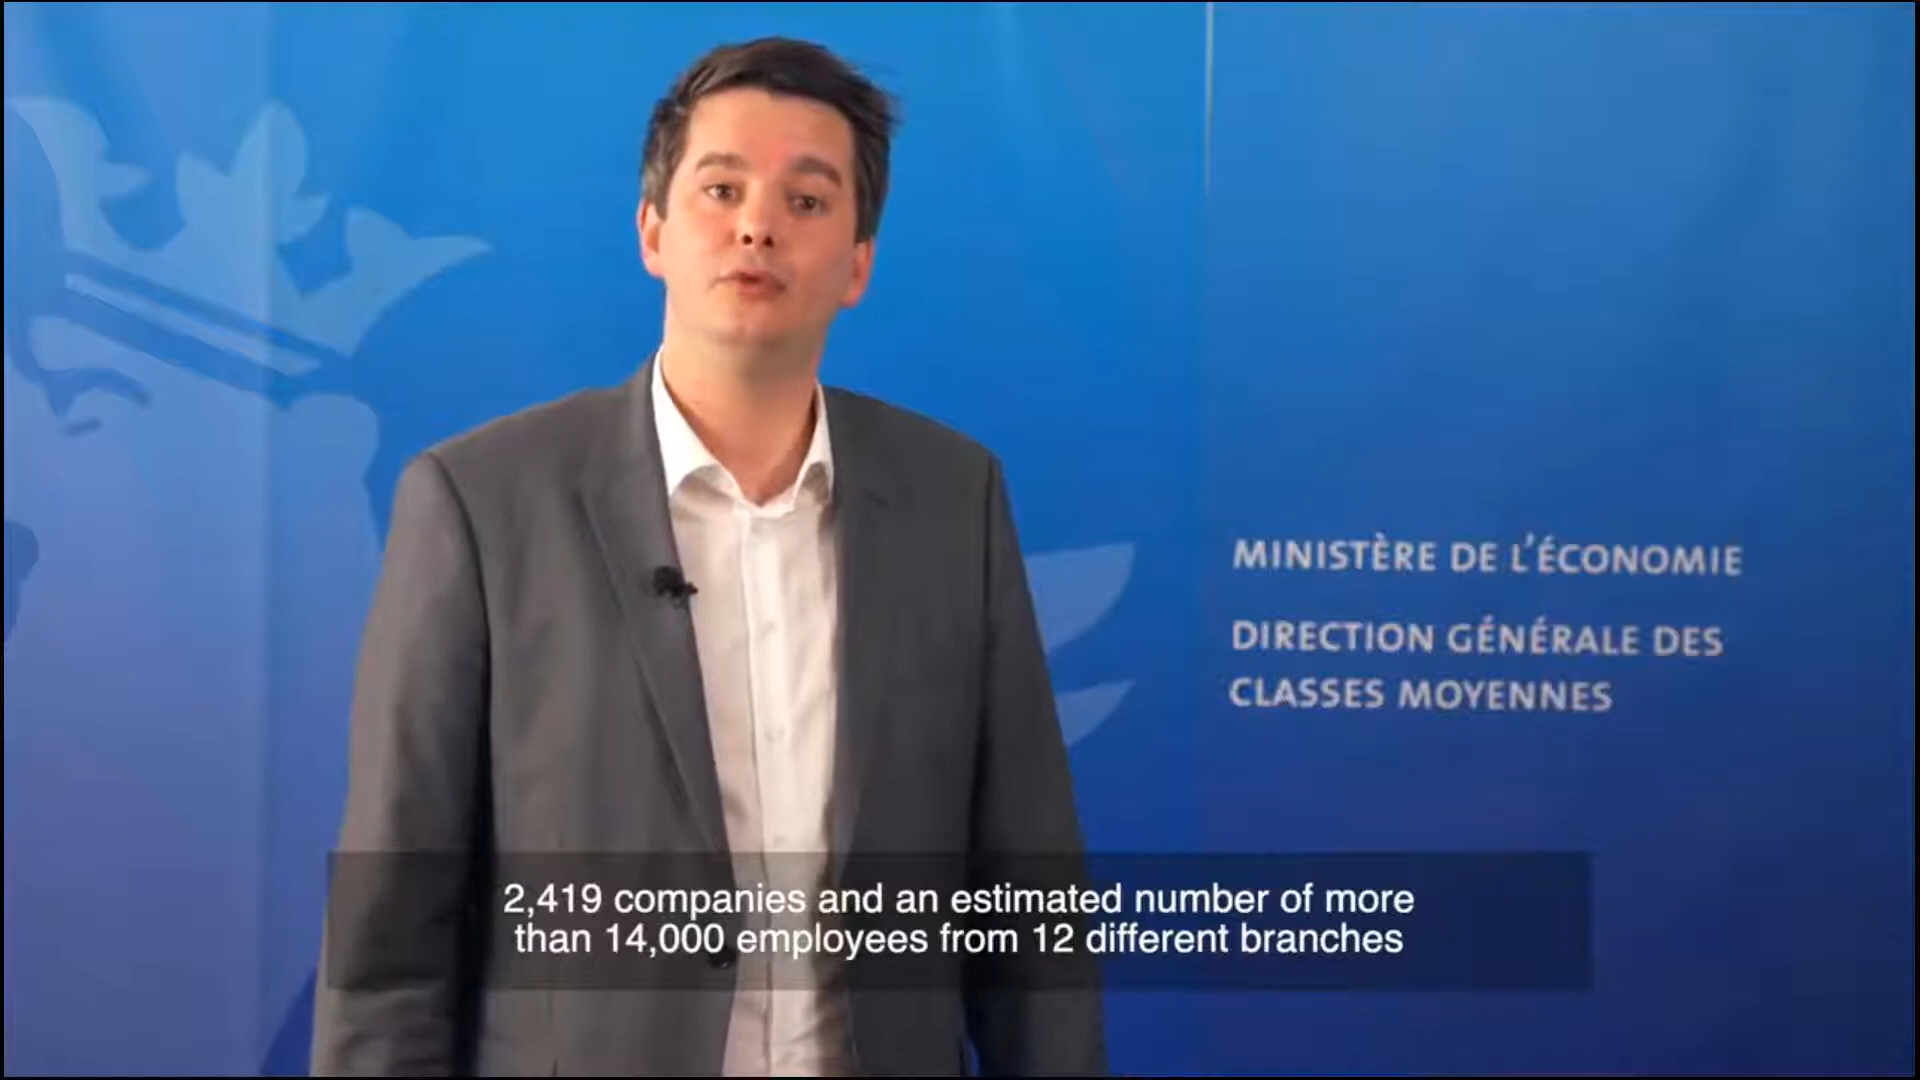 MINISTÈRE DE L'ÉCONOMIE
DIRECTION GÉNÉRALE DES
CLASSES MOYENNES
2,419 companies and an estimated number of more
than 14,000 employees from 12 different branches